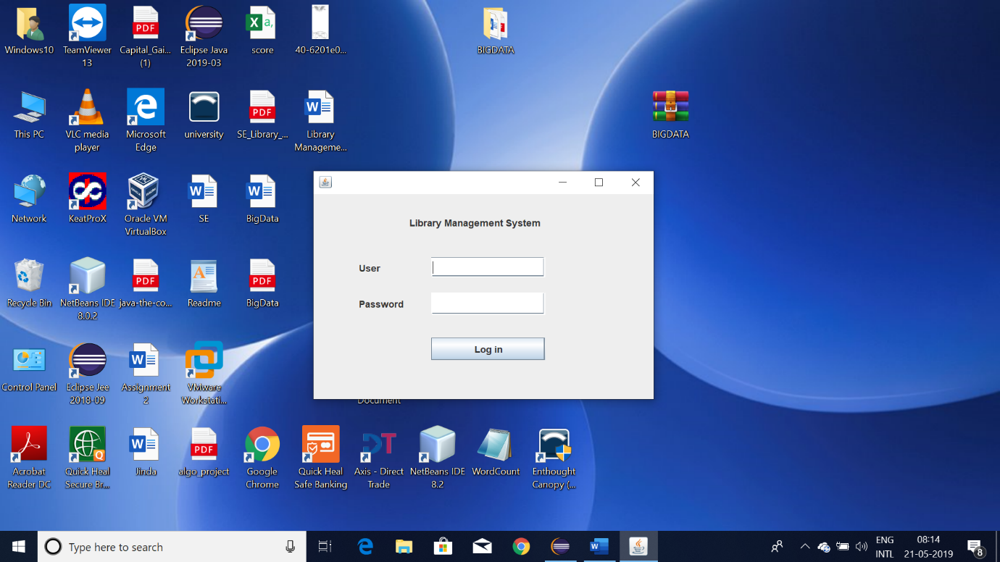 Windows10
TeamViewer
13
Capital_Gai...
(1)
Eclipse Java
2019-03
score
40-6201e0...
BIGDATA
This PC
VLC media
player
Microsoft
Edge
university
SE_Library_...
Library
Manageme...
BIGDATA
Network
KeatProX
Oracle VM
VirtualBox
SE
BigData
Library Management System
User
Password
Log in
Recycle Bin
NetBeans IDE
8.0.2
java-the-co...
Readme
BigData
Control Panel
Eclipse Jee
2018-09
Assignment
2
VMware
Workstati...
Document
Acrobat
Reader DC
Quick Heal
Secure Br...
Jinda
algo_project
Google
Chrome
Quick Heal
Safe Banking
Axis - Direct
Trade
NetBeans IDE
8.2
WordCount
Enthought
Canopy (...
Type here to search
ENG
INTL
08:14
21-05-2019
8